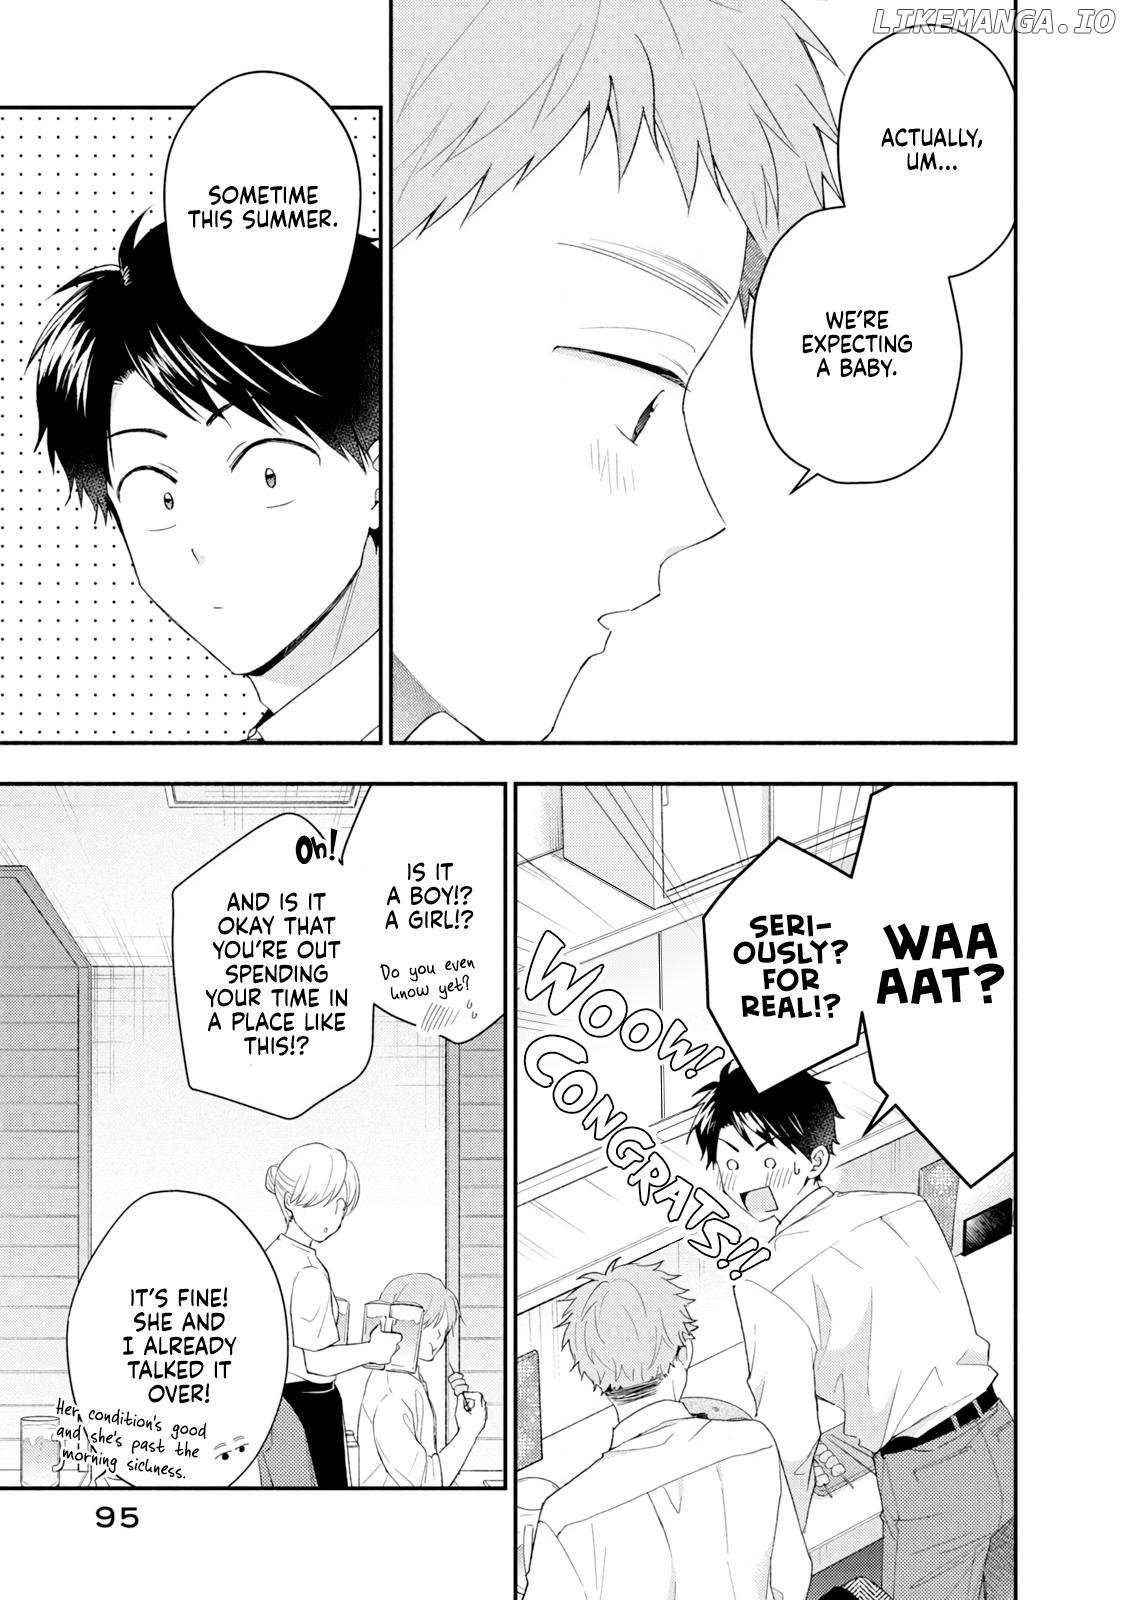 LIKEMANGA.IO
ACTUALLY,
UM...
WE'RE
EXPECTING
A BABY.
SOMETIME
THIS SUMMER.
WAA
AAT?
SERI-
OUSLY?
FOR
REAL!?
WOOW!
CONGRATS!!
IS IT
A BOY!?
A GIRL!?
Do you even
know yet?
Oh!
AND IS IT
OKAY THAT
YOU'RE OUT
SPENDING
YOUR TIME IN
A PLACE LIKE
THIS!?
IT'S FINE!
SHE AND
I ALREADY
TALKED IT
OVER!
Her condition's good
and she's past the
morning sickness.
95